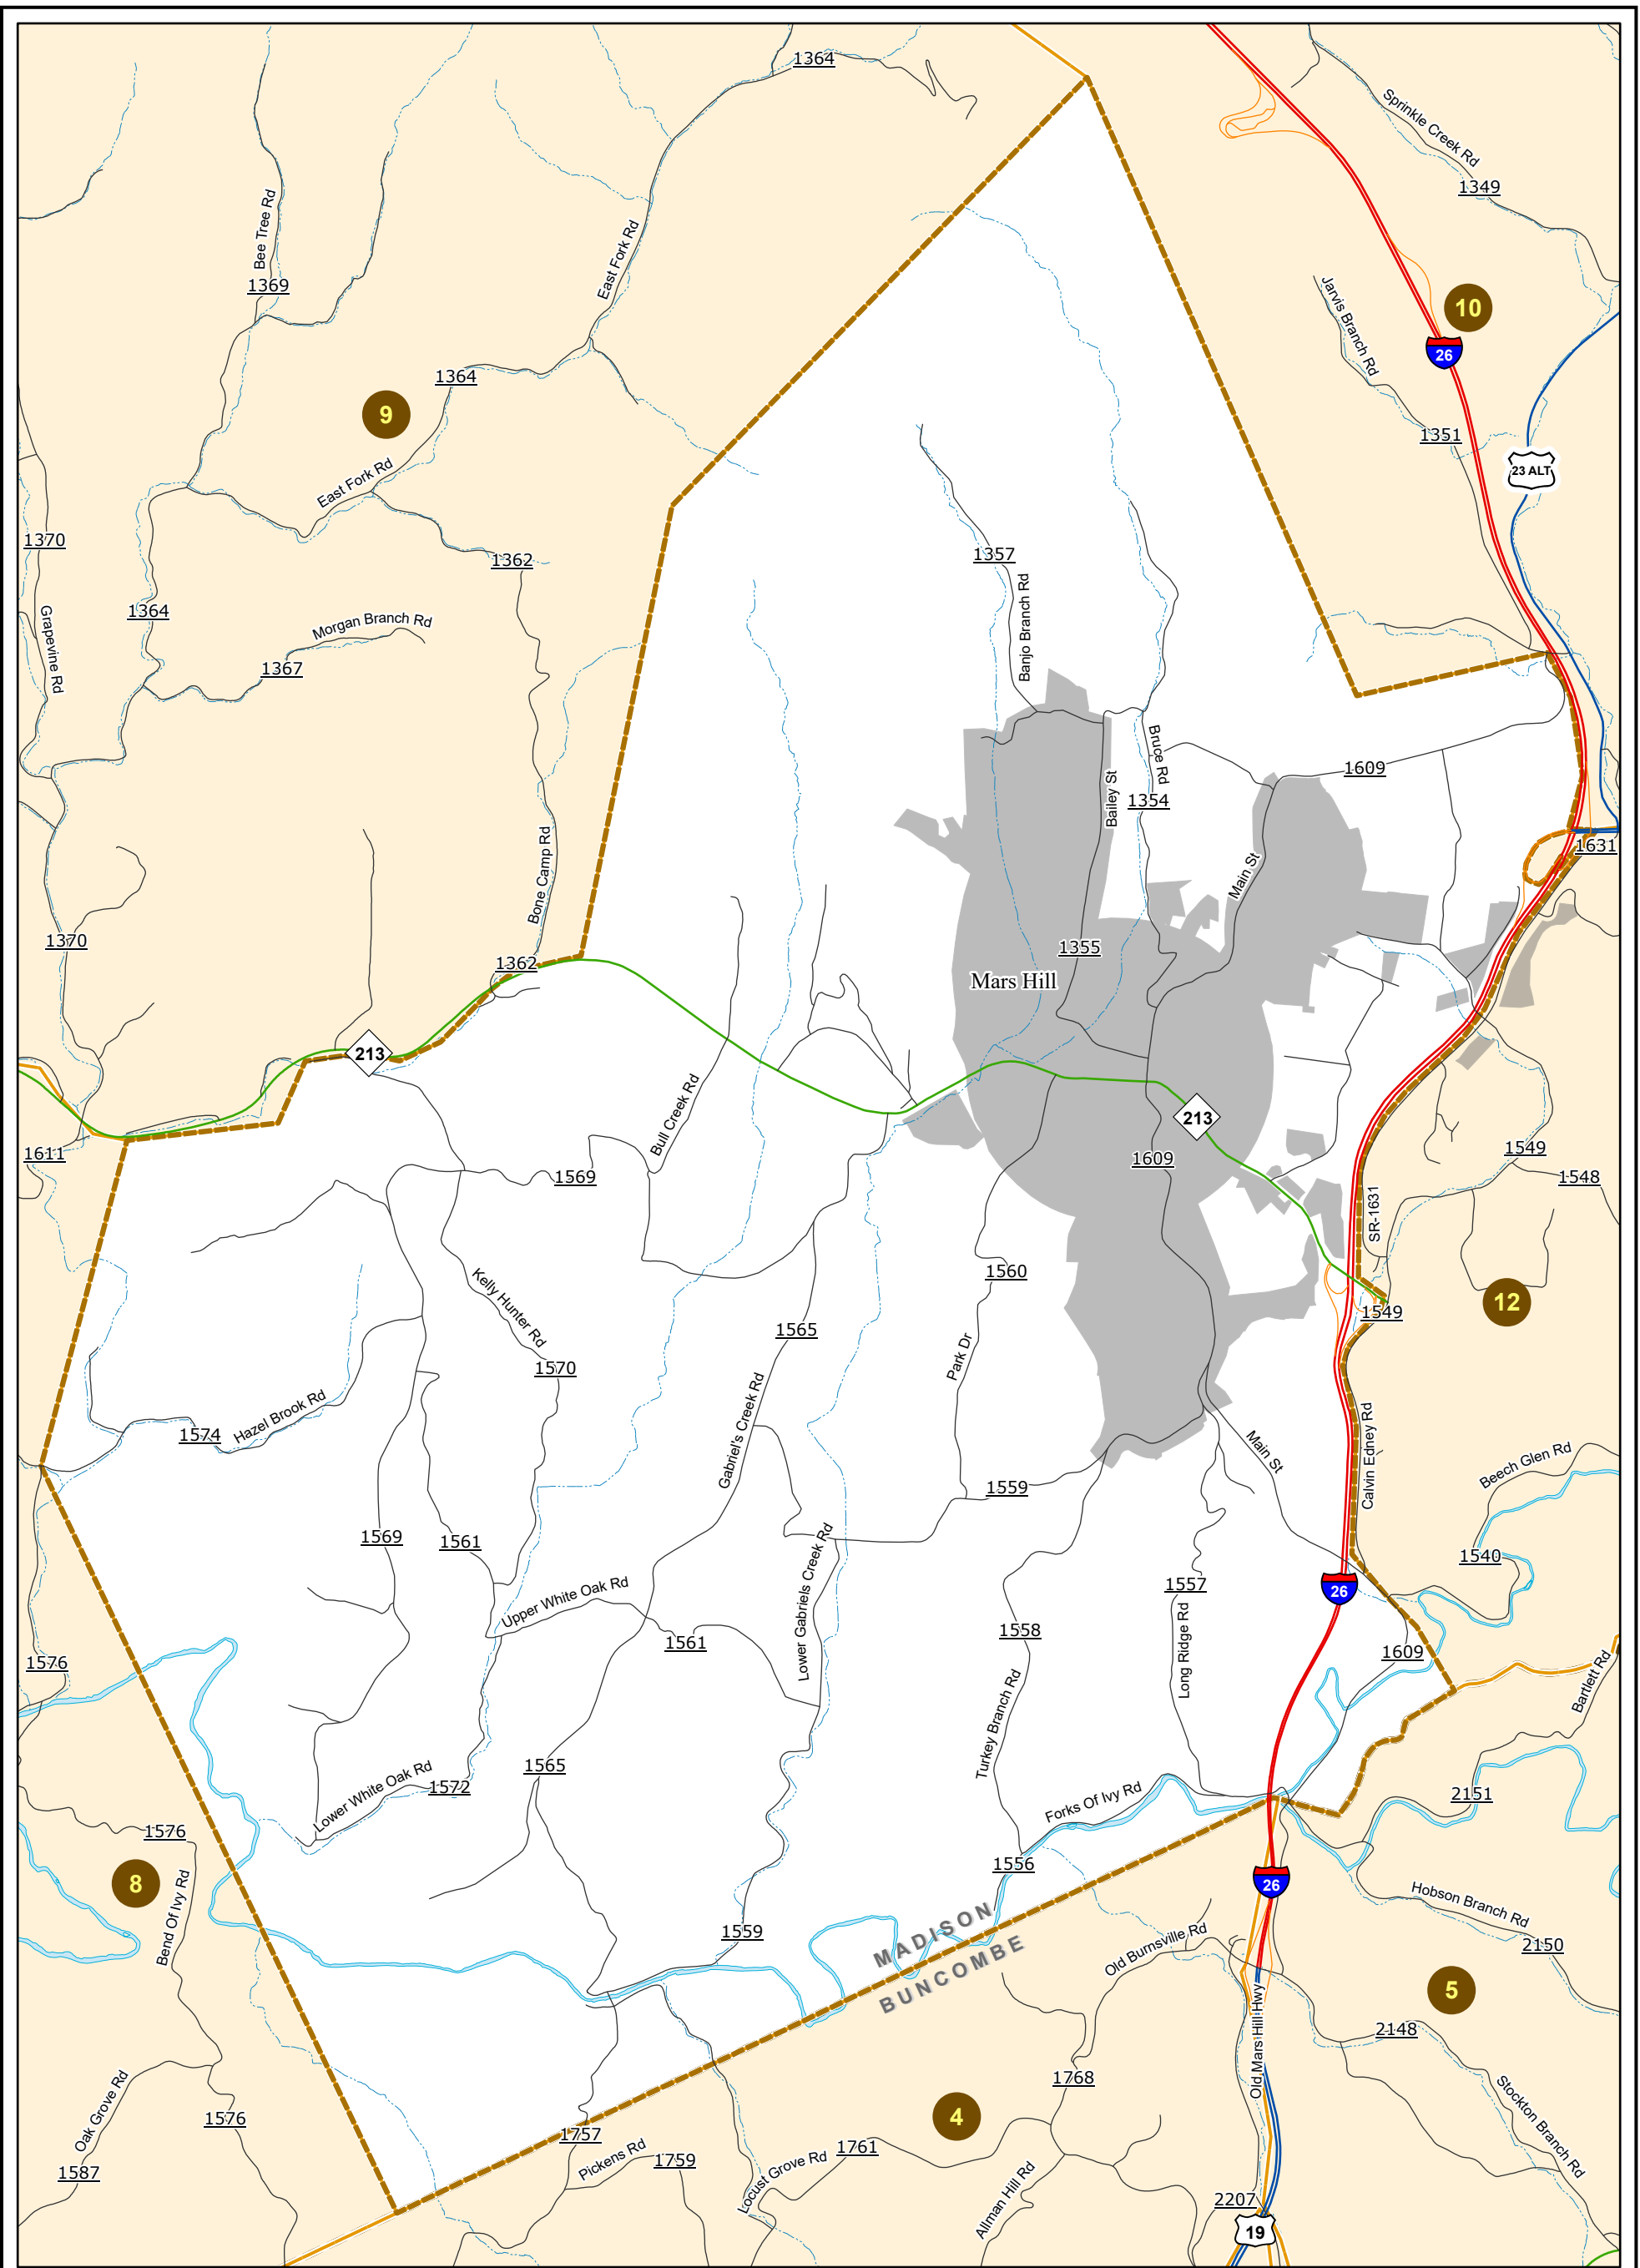 1364
Sprinkle Creek Rd
1349
Bee Tree Rd
East Fork Rd
1369
Jarvis Branch Rd
10
26
1364
9
1351
23 ALT
East Fork Rd
1370
1362
1357
Banjo Branch Rd
1364
Grapevine Rd
Morgan Branch Rd
1367
Bruce Rd
1609
Bailey St
1354
1631
Bone Camp Rd
Main St
1370
1355
1362
Mars Hill
213
Bull Creek Rd
213
1611
1569
1609
1549
1548
SR-1631
1560
Kelly Hunter Rd
12
1549
1565
Park Dr
1570
Gabriel's Creek Rd
Hazel Brook Rd
1574
Main St
Calvin Edney Rd
Beech Glen Rd
1559
1569
1561
Lower Gabriels Creek Rd
1540
26
1557
Upper White Oak Rd
1558
Long Ridge Rd
1561
1609
1576
Turkey Branch Rd
Bartlett Rd
1565
Lower White Oak Rd
1572
Forks Of Ivy Rd
2151
1576
1556
8
26
Bend Of Ivy Rd
Hobson Branch Rd
1559
MADISON
BUNCOMBE
Old Burnsville Rd
2150
5
Old Mars Hill Hwy
2148
1768
Oak Grove Rd
Stockton Branch Rd
1576
4
1757
1761
Pickens Rd
1759
1587
Locust Grove Rd
Allman Hill Rd
2207
19